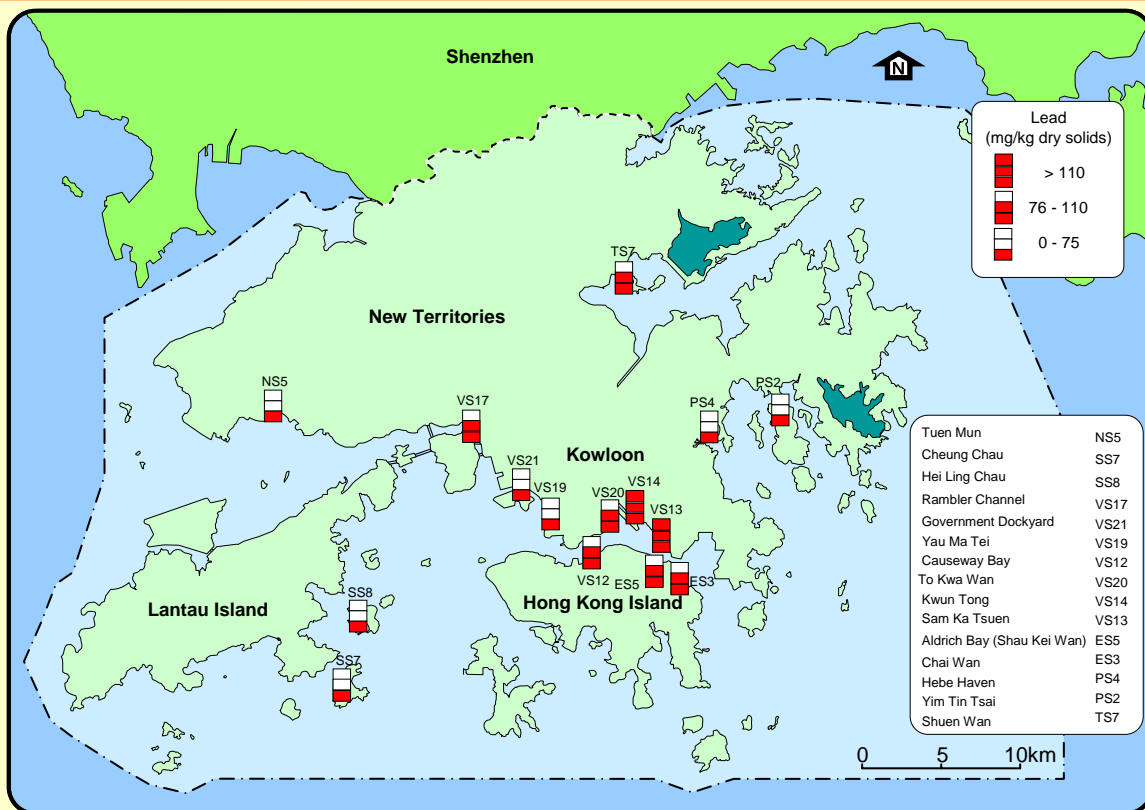 Shenzhen
N
Lead
(mg/kg dry solids)
> 110
76 - 110
0 - 75
TS7
New Territories
NS5
VS17
PS4
PS2
Kowloon
VS21
VS19
VS20
VS14
VS13
VS12
ES5
ES3
Hong Kong Island
Lantau Island
SS8
SS7
Tuen Mun NS5
Cheung Chau SS7
Hei Ling Chau SS8
Rambler Channel VS17
Government Dockyard VS21
Yau Ma Tei VS19
Causeway Bay VS12
To Kwa Wan VS20
Kwun Tong VS14
Sam Ka Tsuen VS13
Aldrich Bay (Shau Kei Wan) ES5
Chai Wan ES3
Hebe Haven PS4
Yim Tin Tsai PS2
Shuen Wan TS7
0 5 10km